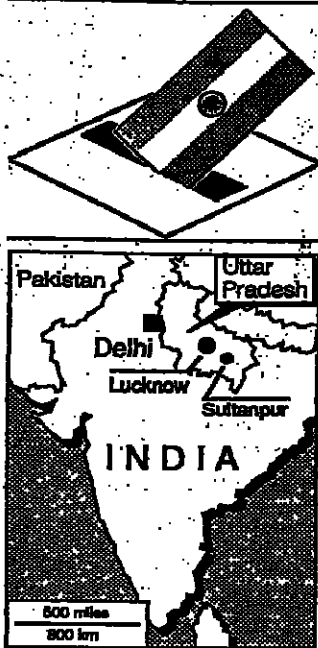 Pakistan
Uttar
Pradesh
Delhi
Lucknow
Sultanpur
INDIA
500 miles
800 km